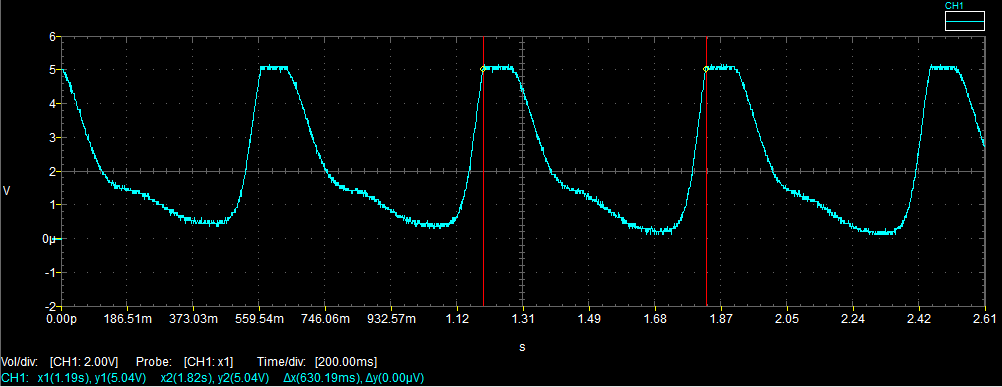 CH1
6
5
4
3
2
V
1
0µ
-1
-2
0.00p 186.51m 373.03m 559.54m 746.06m 932.57m 1.12 1.31 1.49 1.68 1.87 2.05 2.24 2.42 2.61
s
Vol/div: [CH1: 2.00V] Probe: [CH1: x1] Time/div: [200.00ms]
CH1: x1(1.19s), y1(5.04V) x2(1.82s), y2(5.04V) Δx(630.19ms), Δy(0.00µV)